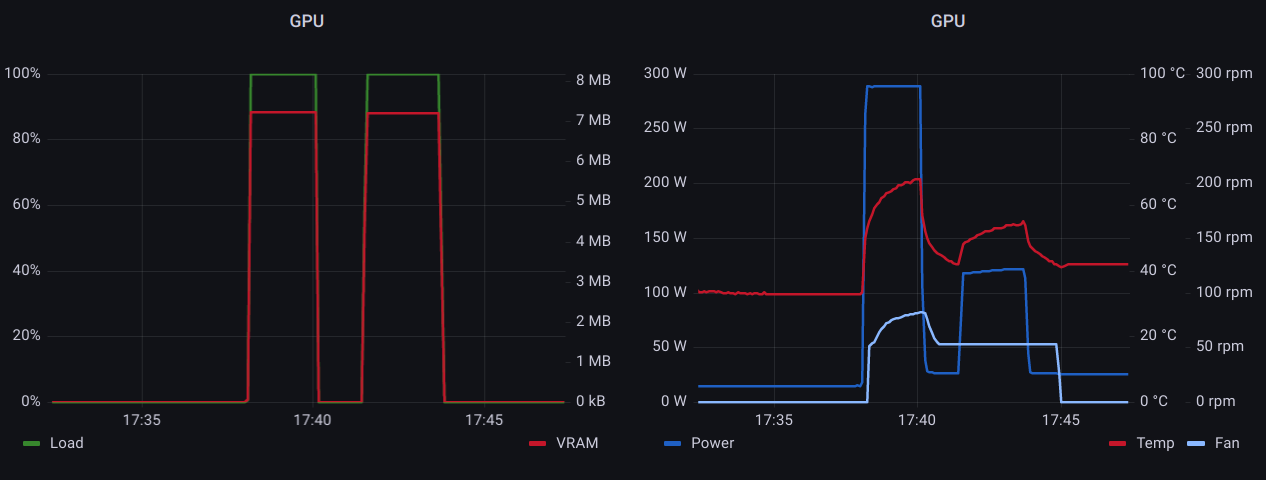 GPU
100%
80%
60%
40%
20%
0%
8 MB
7 MB
6 MB
5 MB
4 MB
3 MB
2 MB
1 MB
0 kB
17:35 17:40 17:45
Load VRAM
GPU
300 W
250 W
200 W
150 W
100 W
50 W
0 W
100 °C
80 °C
60 °C
40 °C
20 °C
0 °C
300 rpm
250 rpm
200 rpm
150 rpm
100 rpm
50 rpm
0 rpm
17:35 17:40 17:45
Power Temp Fan